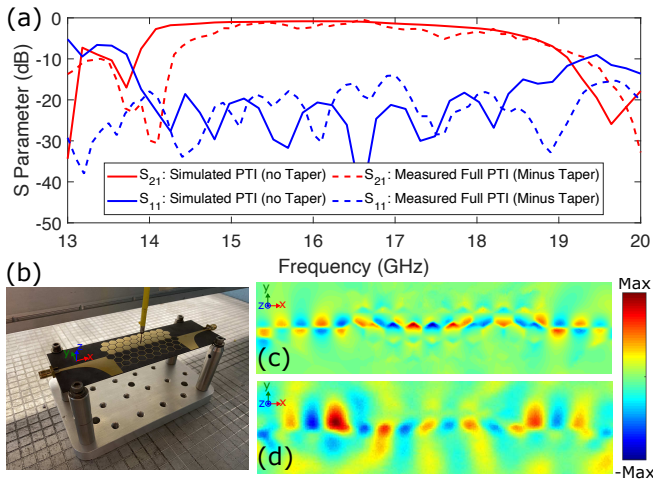 (a)
S Parameter (dB)
0
-10
-20
-30
-40
-50
S21: Simulated PTI (no Taper)
S21: Measured Full PTI (Minus Taper)
S11: Simulated PTI (no Taper)
S11: Measured Full PTI (Minus Taper)
13 14 15 16 17 18 19 20
Frequency (GHz)
(b)
y z x
y
z x
(c)
y
z x
(d)
Max
-Max